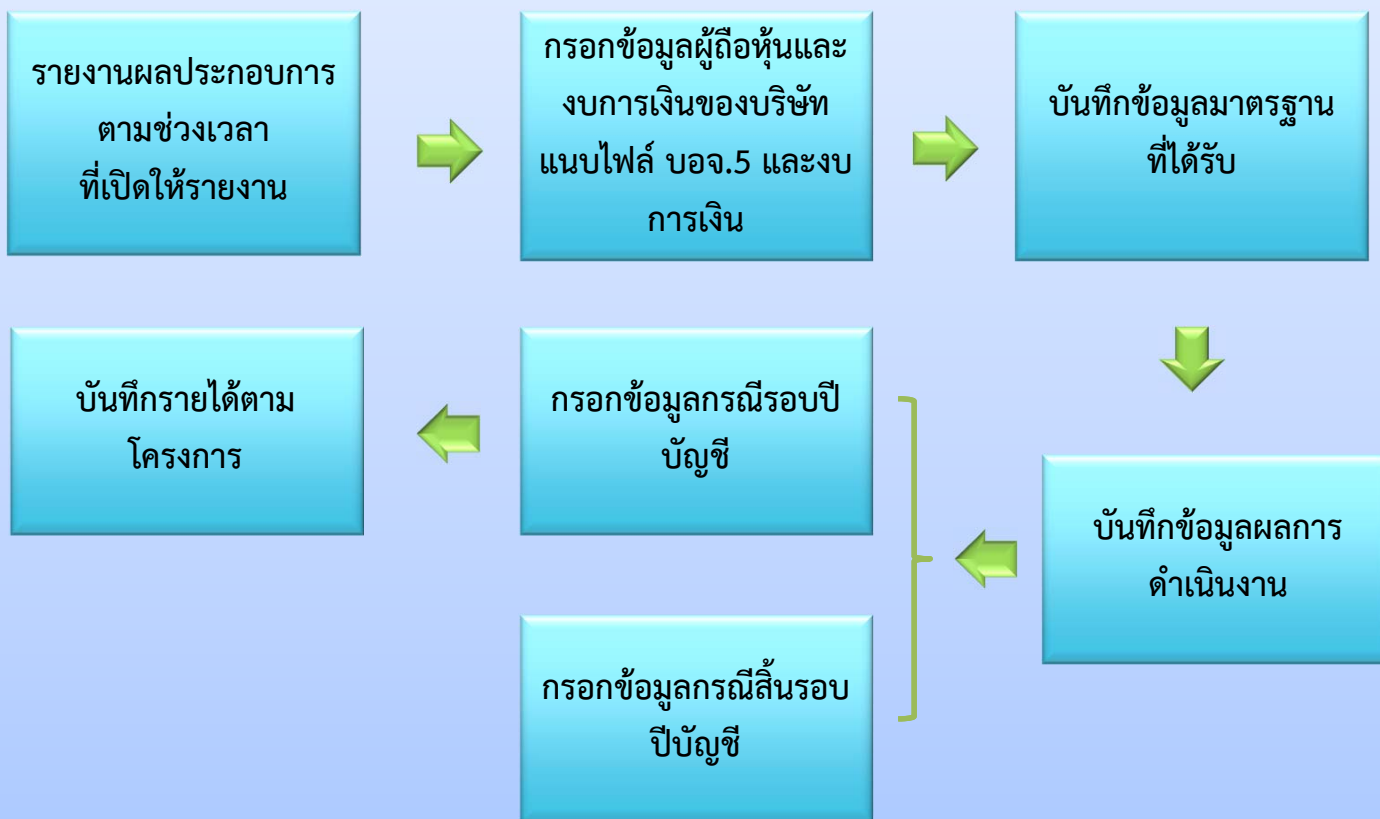 รายงานผลประกอบการ
ตามช่วงเวลา
ที่เปิดให้รายงาน
กรอกข้อมูลผู้ถือหุ้นและ
งบการเงินของบริษัท
แนบไฟล์ บอจ.5 และงบ
การเงิน
บันทึกข้อมูลมาตรฐาน
ที่ได้รับ
บันทึกข้อมูลผลการ
ดำเนินงาน
กรอกข้อมูลกรณีรอบปี
บัญชี
กรอกข้อมูลกรณีสิ้นรอบ
ปีบัญชี
บันทึกรายได้ตาม
โครงการ